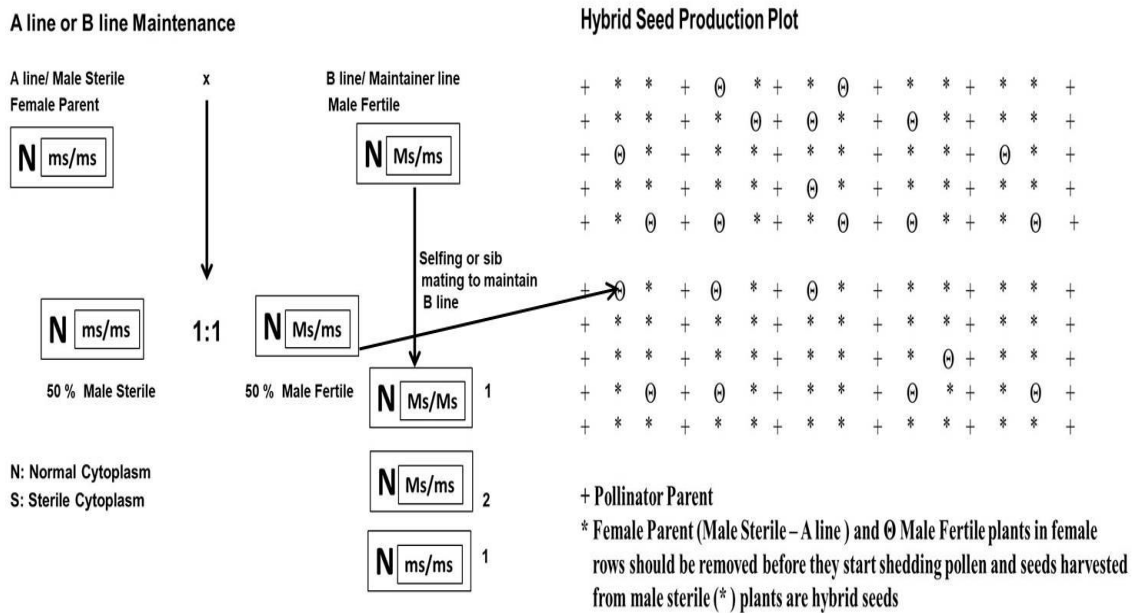 A line or B line Maintenance
A line/ Male Sterile
Female Parent
x
B line/ Maintainer line
Male Fertile
N ms/ms
N Ms/ms
Selfing or sib
mating to maintain
B line
N ms/ms
1:1
N Ms/ms
50 % Male Sterile
50 % Male Fertile
N Ms/Ms 1
N Ms/ms 2
N ms/ms 1
N: Normal Cytoplasm
S: Sterile Cytoplasm
Hybrid Seed Production Plot
+ * * + Θ * + * Θ + * * + * * +
+ * * + * Θ + Θ * + Θ * + * * +
+ Θ * + * * + * * + * * + Θ * +
+ * * + * * + Θ * + * * + * * +
+ * Θ + Θ * + * Θ + Θ * + * Θ +
+ Θ * + Θ * + Θ * + * * + * * +
+ * * + * * + * * + * * + * * +
+ * * + * * + * * + * Θ + * * +
+ * Θ + Θ * + * * + Θ * + * Θ +
+ * * + * * + * * + * * + * * +
+ Pollinator Parent
* Female Parent (Male Sterile – A line ) and Θ Male Fertile plants in female
rows should be removed before they start shedding pollen and seeds harvested
from male sterile (* ) plants are hybrid seeds